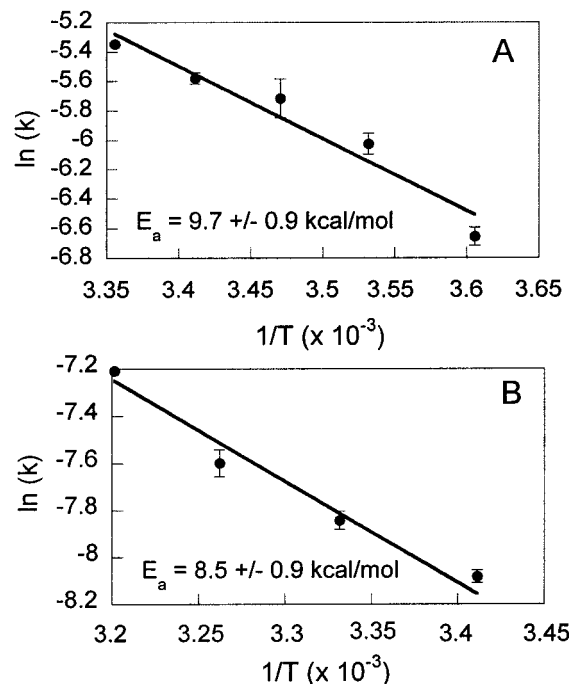 A
-5.2
-5.4
-5.6
-5.8
-6
-6.2
-6.4
-6.6
-6.8
ln (k)
E_a = 9.7 +/- 0.9 kcal/mol
3.35 3.4 3.45 3.5 3.55 3.6 3.65
1/T (x 10^-3)
B
-7.2
-7.4
-7.6
-7.8
-8
-8.2
ln (k)
E_a = 8.5 +/- 0.9 kcal/mol
3.2 3.25 3.3 3.35 3.4 3.45
1/T (x 10^-3)